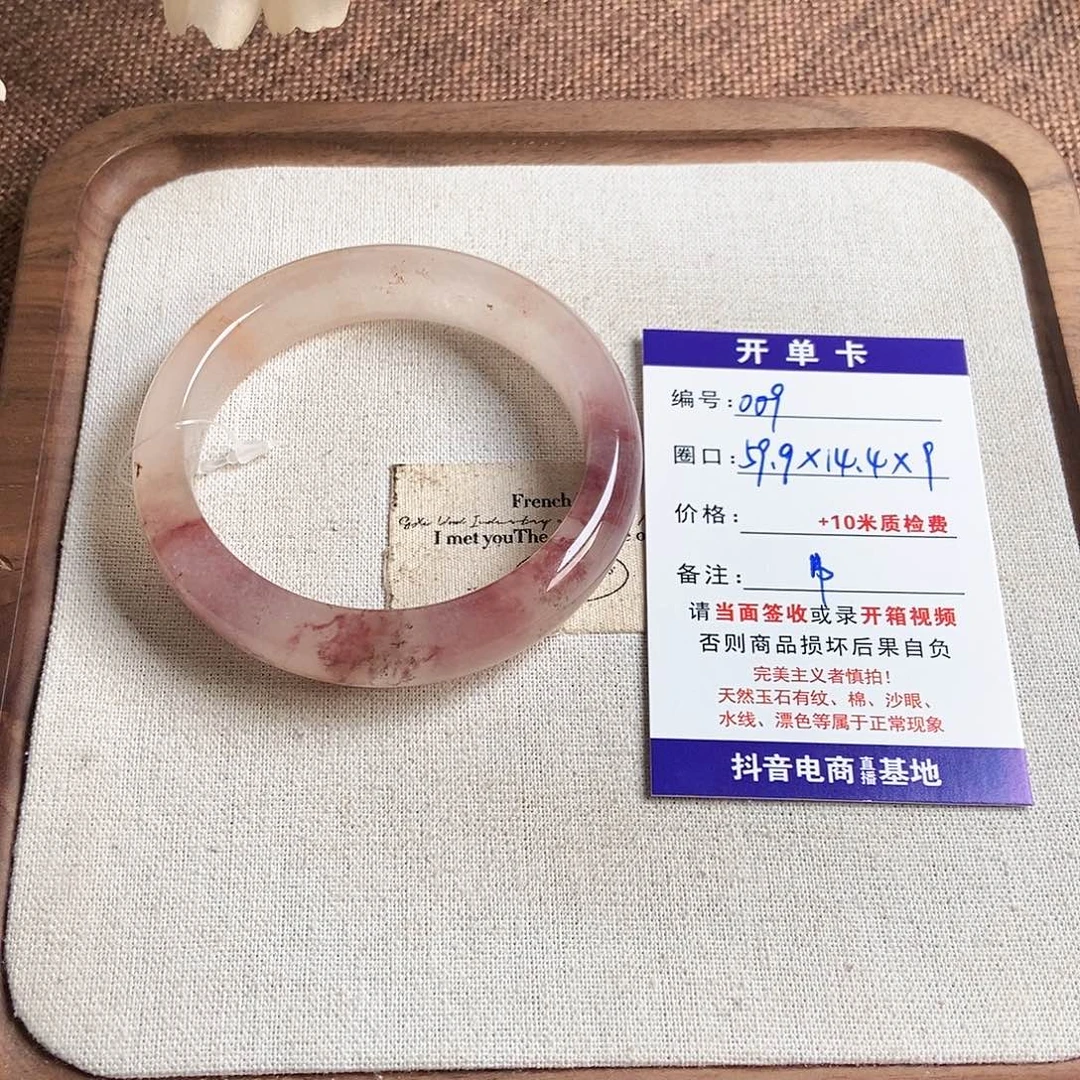 French
I met youThe
开单卡
编号:009
圈口:59.9×14.4×9
价格: +10米质检费
备注:
请当面签收或录开箱视频
否则商品损坏后果自负
完美主义者慎拍!
天然玉石有纹、棉、沙眼、
水线、漂色等属于正常现象
抖音电商直播基地